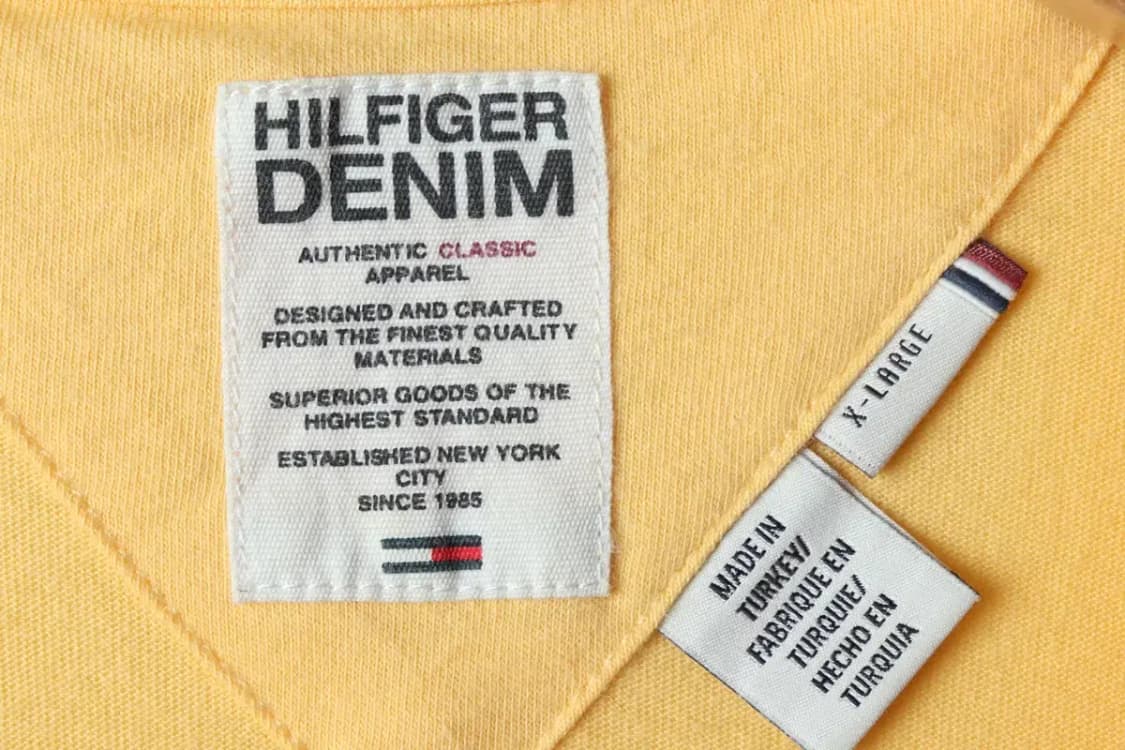 HILFIGER
DENIM
AUTHENTIC CLASSIC
APPAREL
DESIGNED AND CRAFTED
FROM THE FINEST QUALITY
MATERIALS
SUPERIOR GOODS OF THE
HIGHEST STANDARD
ESTABLISHED NEW YORK
CITY
SINCE 1985
X-LARGE
MADE IN
TURKEY/
FABRIQUE EN
TURQUIE/
HECHO EN
TURQUIA